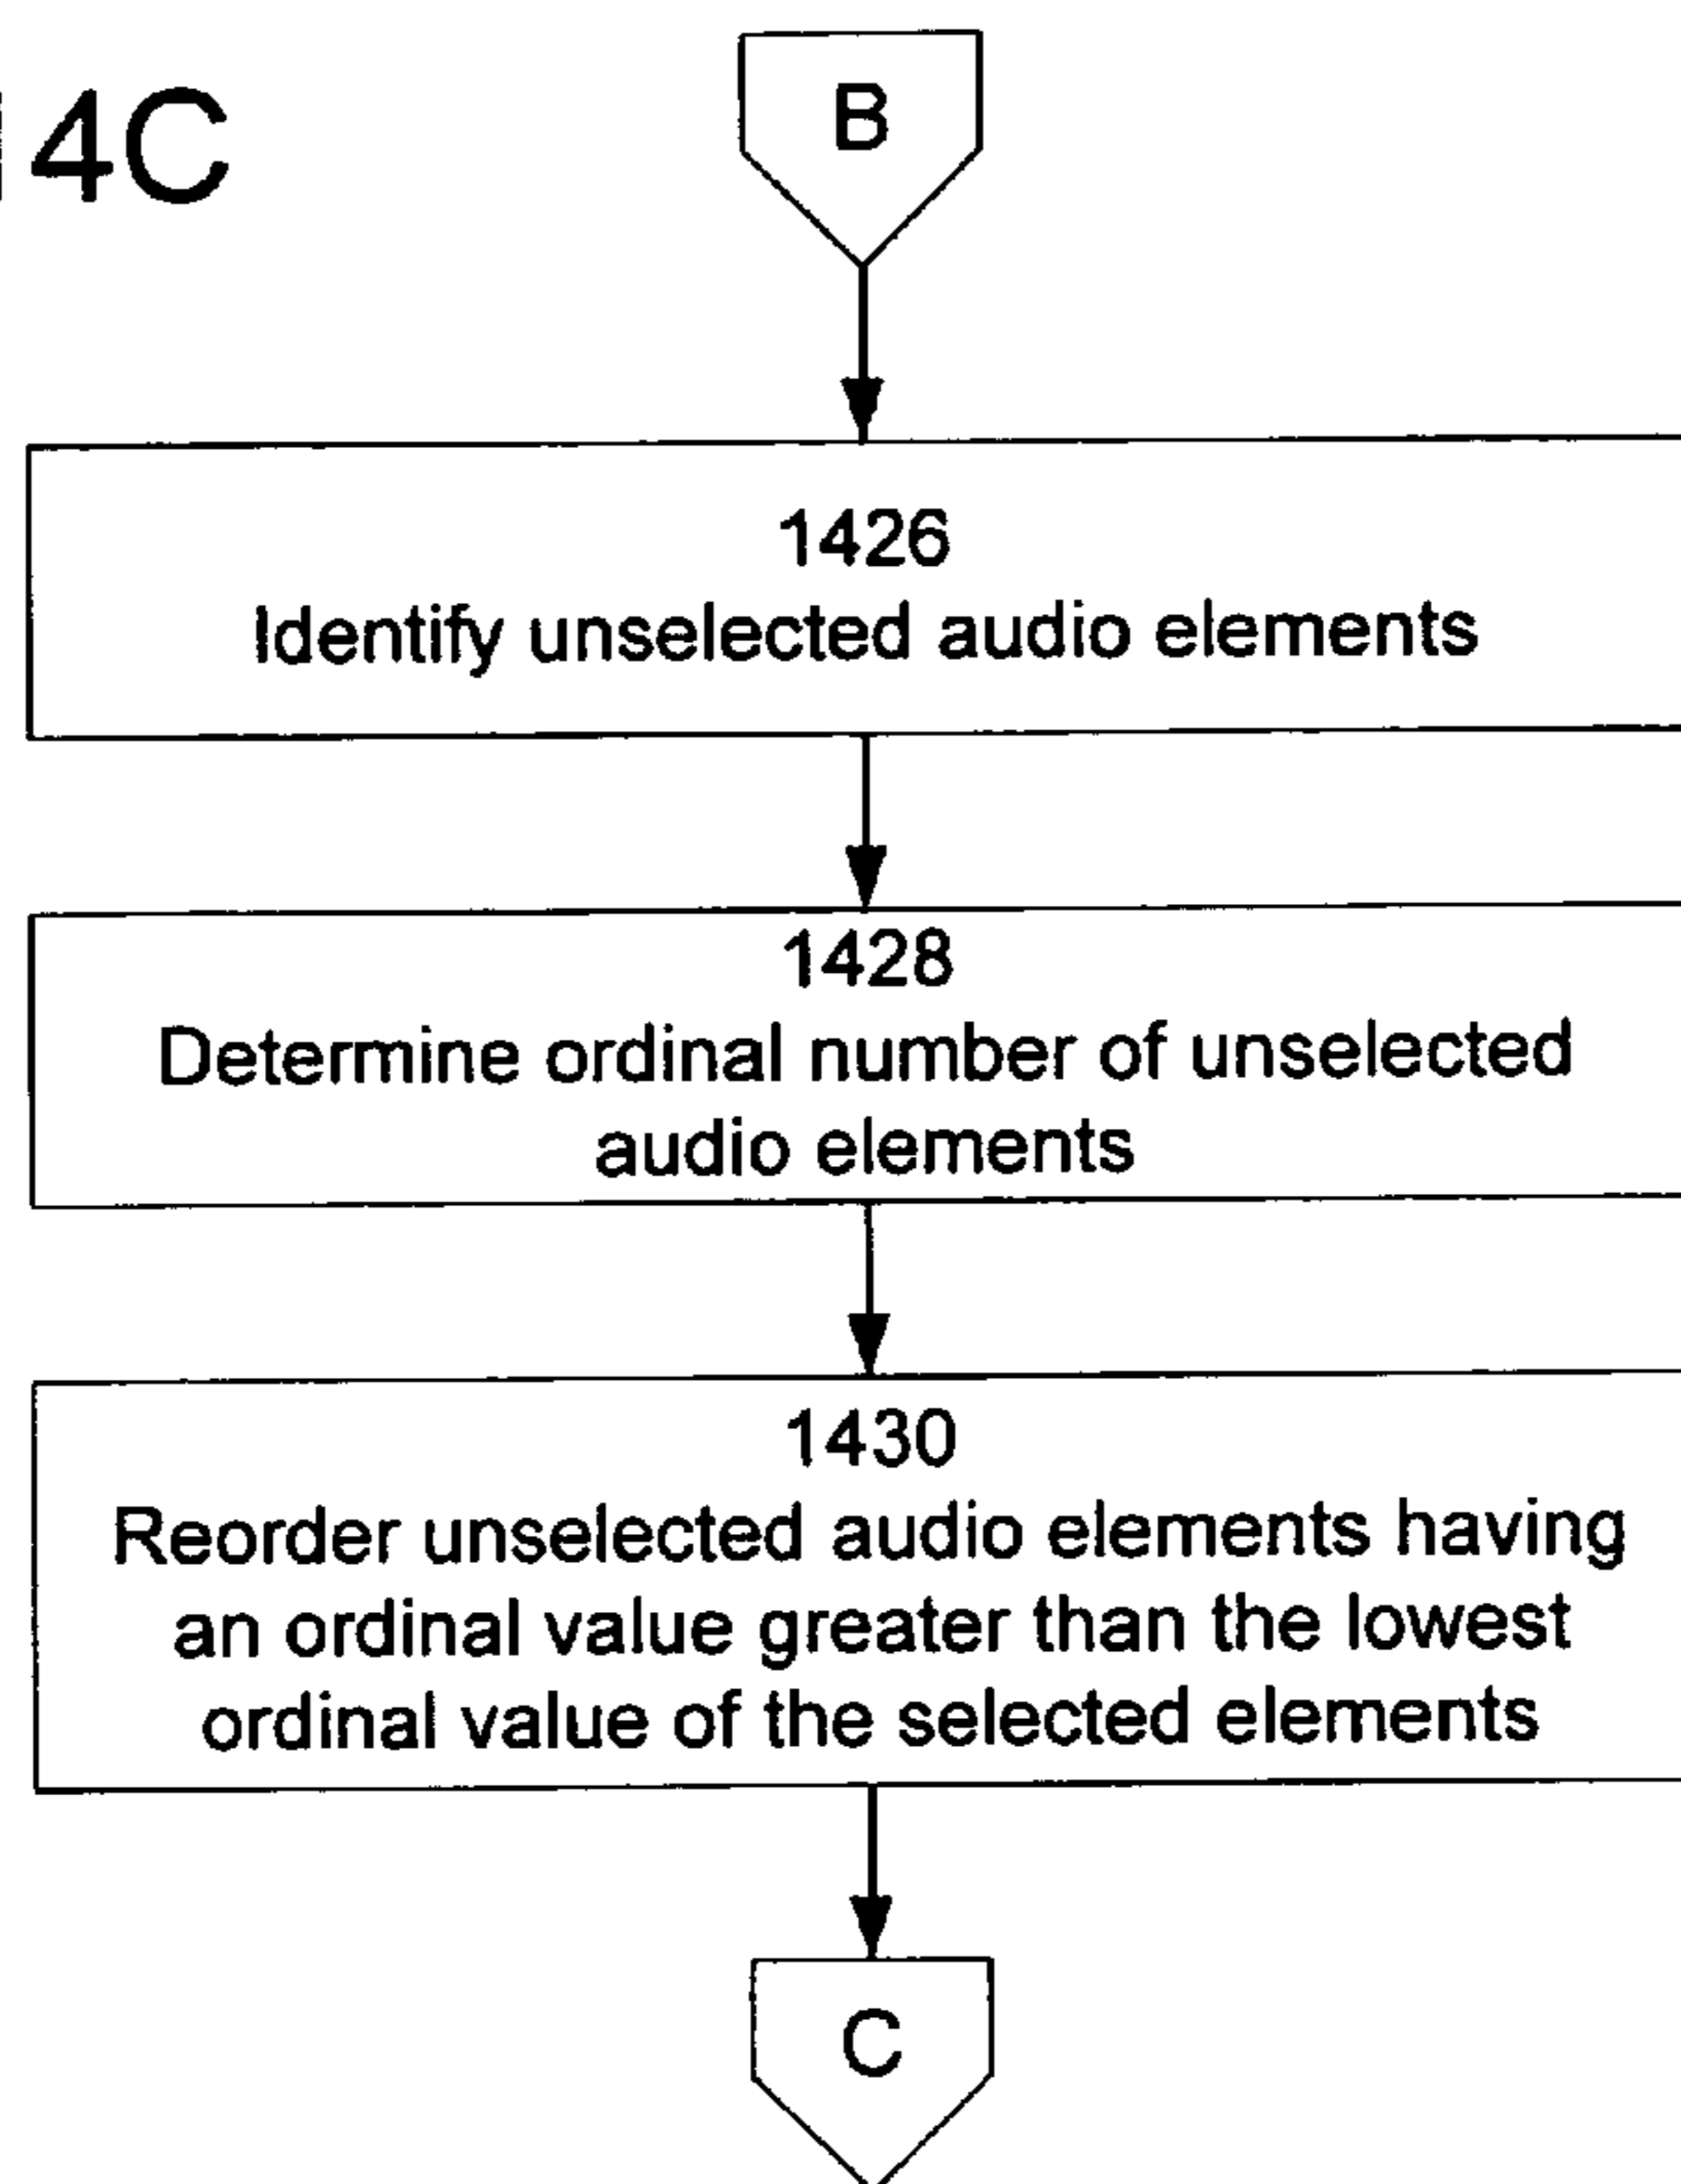 4C
B
1426
Identify unselected audio elements
1428
Determine ordinal number of unselected
audio elements
1430
Reorder unselected audio elements having
an ordinal value greater than the lowest
ordinal value of the selected elements
C